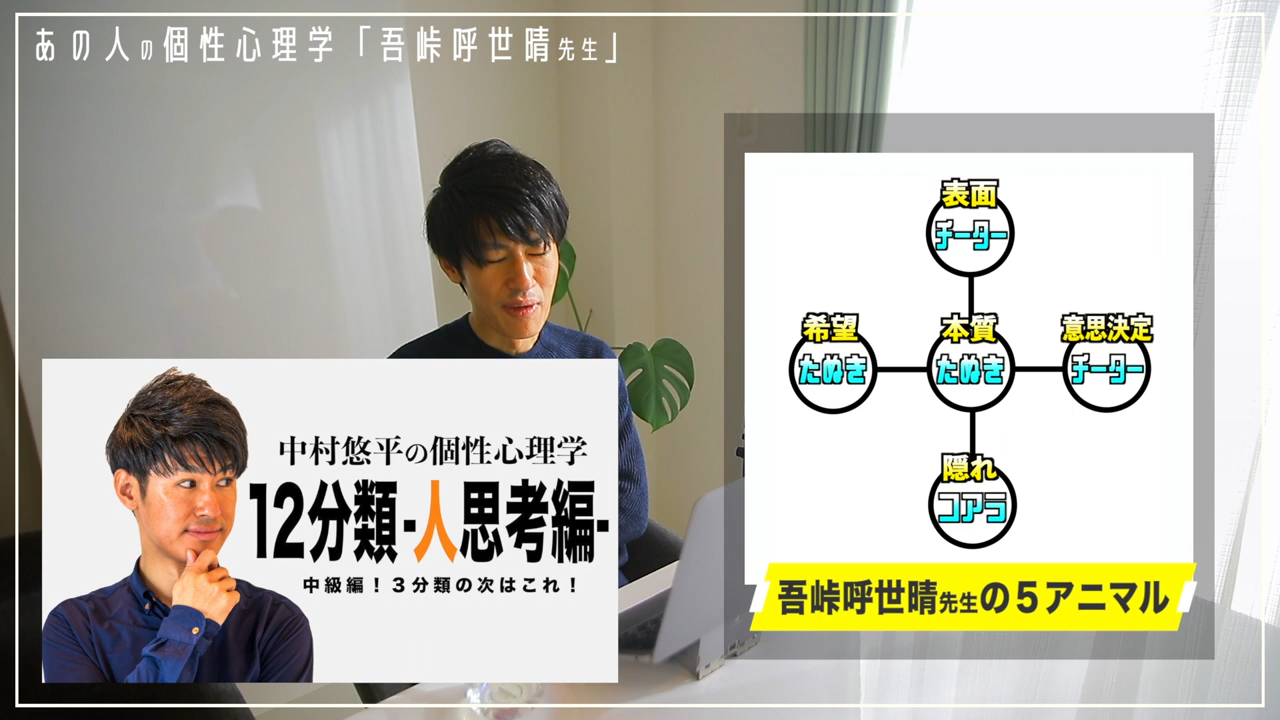 あの人の個性心理学「吾峠呼世晴先生」
表面
チーター
希望
たぬき
本質
たぬき
意思決定
チーター
隠れ
コアラ
吾峠呼世晴先生の5アニマル
中村悠平の個性心理学
12分類-人思考編-
中級編！３分類の次はこれ！